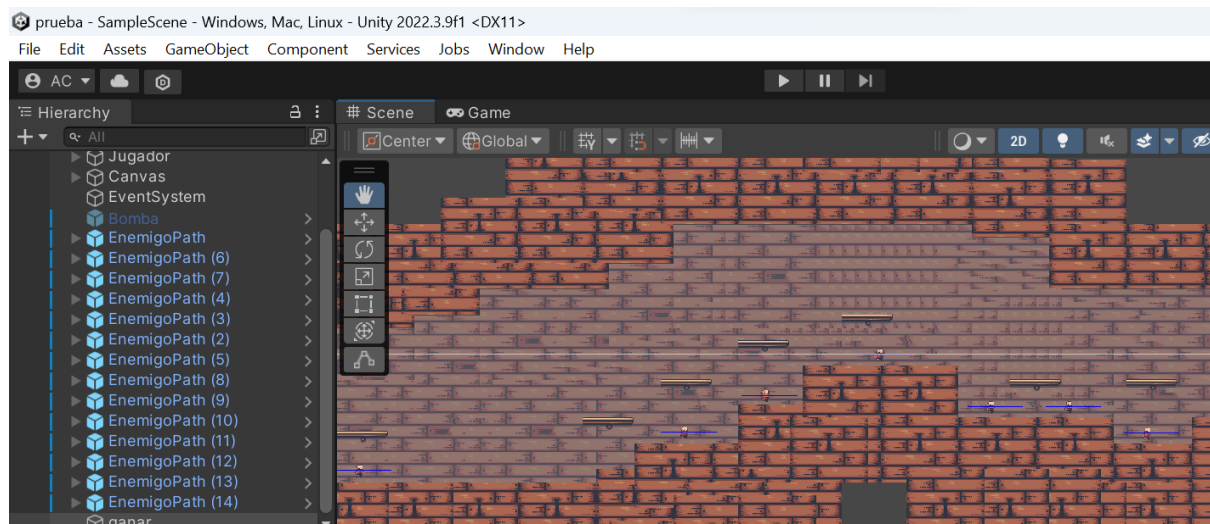 prueba - SampleScene - Windows, Mac, Linux - Unity 2022.3.9f1 <DX11>
File Edit Assets GameObject Component Services Jobs Window Help
AC
Hierarchy
Scene
Game
All
Center
Global
2D
Jugador
Canvas
EventSystem
Bomba
EnemigoPath
EnemigoPath (6)
EnemigoPath (7)
EnemigoPath (4)
EnemigoPath (3)
EnemigoPath (2)
EnemigoPath (5)
EnemigoPath (8)
EnemigoPath (9)
EnemigoPath (10)
EnemigoPath (11)
EnemigoPath (12)
EnemigoPath (13)
EnemigoPath (14)
ganar